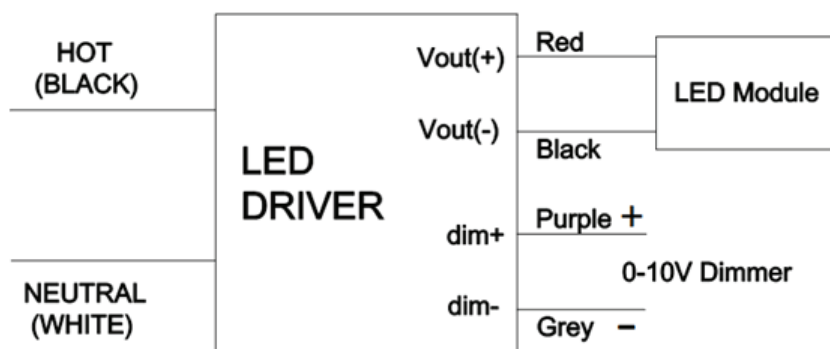 HOT
(BLACK)
NEUTRAL
(WHITE)
LED
DRIVER
Vout(+)
Vout(-)
dim+
dim-
Red
Black
Purple +
Grey -
LED Module
0-10V Dimmer